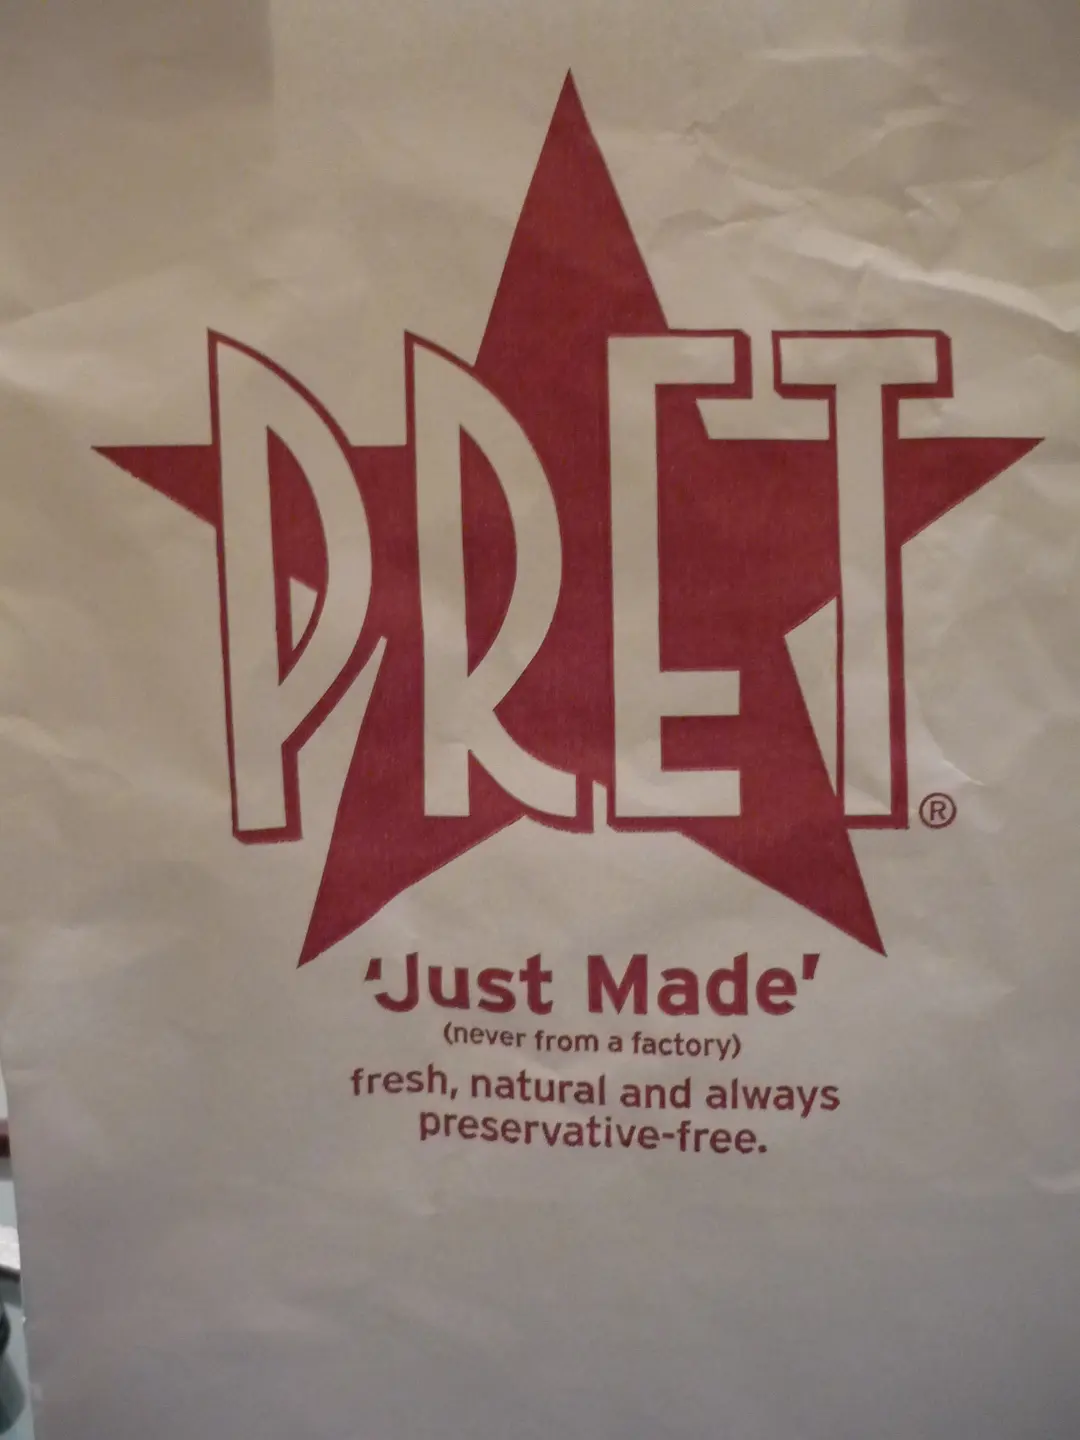 PRET®
'Just Made'
(never from a factory)
fresh, natural and always
preservative-free.